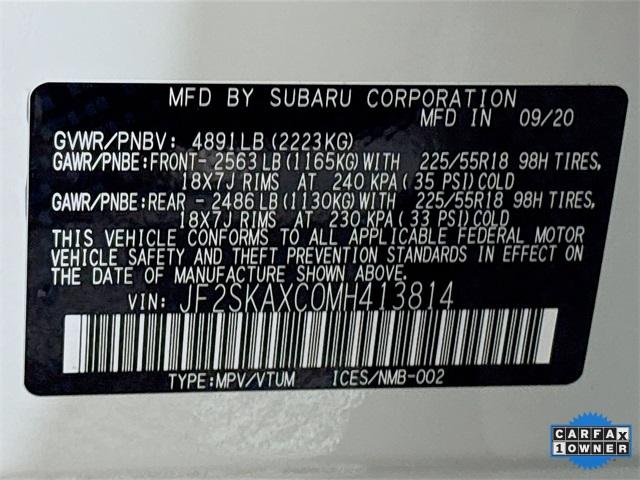 MFD BY SUBARU CORPORATION
MFD IN 09/20
GVWR/PNBV: 4891LB(2223KG)
GAWR/PNBE:FRONT- 2563 LB(1165KG)WITH 225/55R18 98H TIRES,
18X7J RIMS AT 240 KPA( 35 PSI)COLD
GAWR/PNBE:REAR - 2486 LB(1130KG)WITH 225/55R18 98H TIRES,
18X7J RIMS AT 230 KPA( 33 PSI)COLD
THIS VEHICLE CONFORMS TO ALL APPLICABLE FEDERAL MOTOR
VEHICLE SAFETY AND THEFT PREVENTION STANDARDS IN EFFECT ON
THE DATE OF MANUFACTURE SHOWN ABOVE.
VIN: JF2SKAXC0MH413814
TYPE:MPV/VTUM ICES/NMB-002
CARFAX
1 OWNER